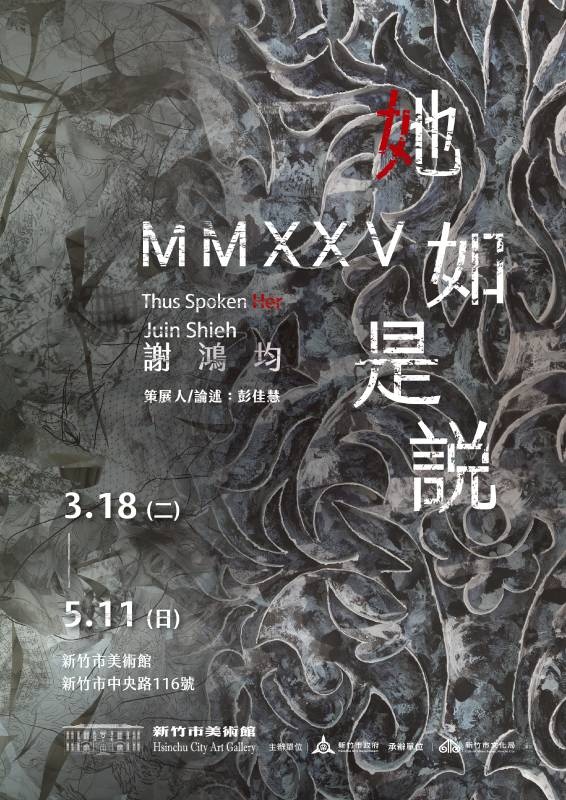 她
如
是
說
MMXXV
Thus Spoken Her
Juin Shieh
謝鴻均
策展人/論述：彭佳慧
3.18 (二)
5.11 (日)
新竹市美術館
新竹市中央路116號
新竹市美術館
Hsinchu City Art Gallery
主辦單位
新竹市政府
承辦單位
新竹市文化局